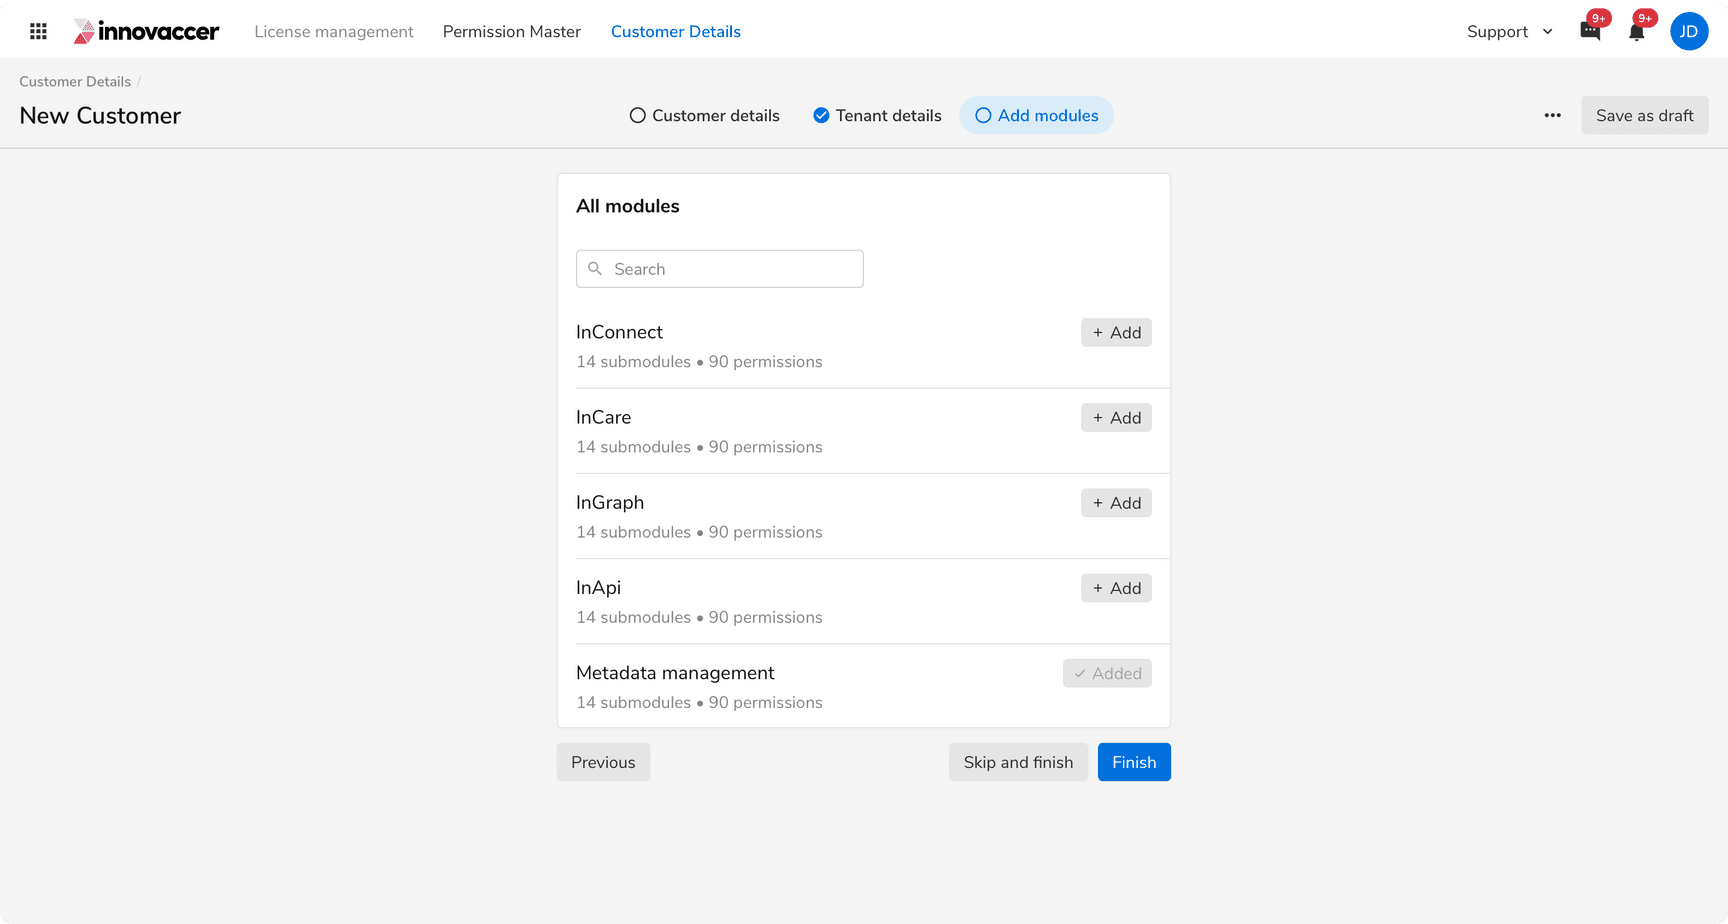 innovaccer License management Permission Master Customer Details Support 9+ 9+ JD
Customer Details /
New Customer Customer details Tenant details Add modules ••• Save as draft
All modules
Search
InConnect + Add
14 submodules • 90 permissions
InCare + Add
14 submodules • 90 permissions
InGraph + Add
14 submodules • 90 permissions
InApi + Add
14 submodules • 90 permissions
Metadata management Added
14 submodules • 90 permissions
Previous Skip and finish Finish